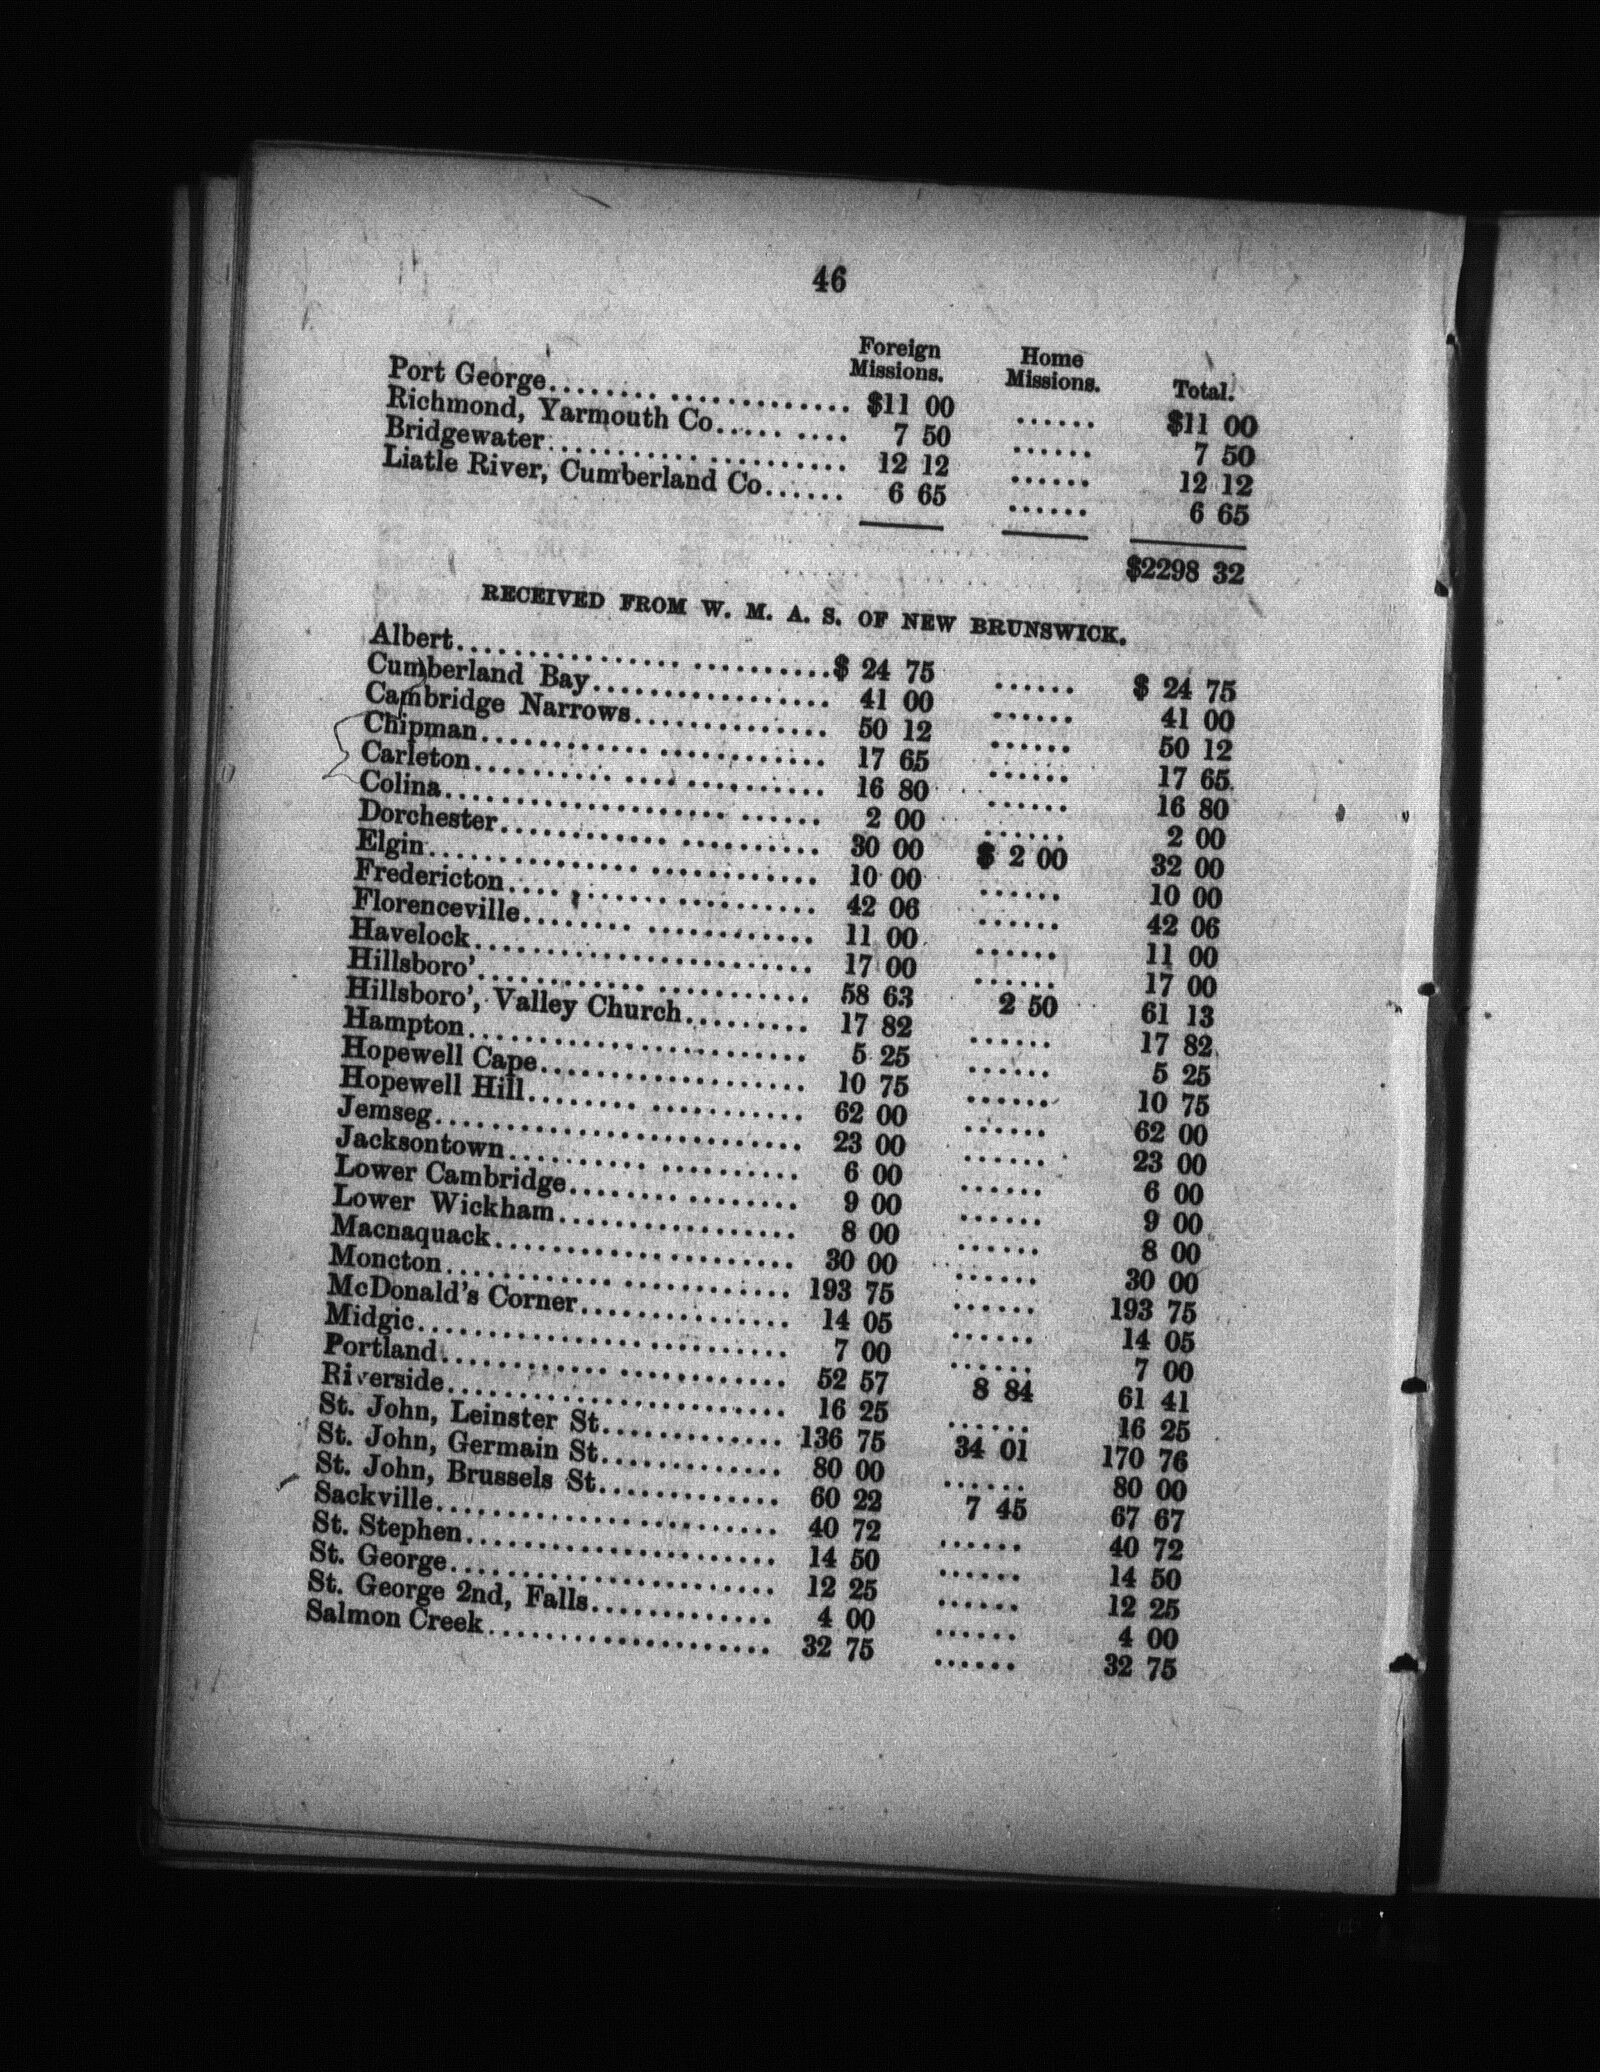 46
Foreign Missions. Home Missions. Total.
Port George........ ............. $11 00 ...... $11 00
Richmond, Yarmouth Co..... .... 7 50 ...... 7 50
Bridgewater........... .......... 12 12 ...... 12 12
Liatle River, Cumberland Co...... 6 65 ...... 6 65
$2298 32
RECEIVED FROM W. M. A. S. OF NEW BRUNSWICK.
Albert................ ..........$ 24 75 ...... $ 24 75
Cumberland Bay................. 41 00 ...... 41 00
Cambridge Narrows.............. 50 12 ...... 50 12
Chipman............ ............ 17 65 ...... 17 65
Carleton.......... .... .......... 16 80 ...... 16 80
Colina.................... ...... 2 00 ...... 2 00
Dorchester............ .......... 30 00 $ 2 00 32 00
Elgin............... ............ 10 00 ...... 10 00
Fredericton........... .......... 42 06 ...... 42 06
Florenceville........ ............ 11 00 ...... 11 00
Havelock........................ 17 00 ...... 17 00
Hillsboro'............ ........... 58 63 2 50 61 13
Hillsboro', Valley Church......... 17 82 ...... 17 82
Hampton........................ 5 25 ...... 5 25
Hopewell Cape................... 10 75 ...... 10 75
Hopewell Hill........ ........... 62 00 ...... 62 00
Jemseg.......................... 23 00 ...... 23 00
Jacksontown.......... .......... 6 00 ...... 6 00
Lower Cambridge........ ........ 9 00 ...... 9 00
Lower Wickham................. 8 00 ...... 8 00
Macnaquack..................... 30 00 ...... 30 00
Moncton............ ............ 193 75 ...... 193 75
McDonald's Corner............... 14 05 ...... 14 05
Midgic................ .......... 7 00 ...... 7 00
Portland............ ............ 52 57 8 84 61 41
Riverside........................ 16 25 ...... 16 25
St. John, Leinster St............. 136 75 34 01 170 76
St. John, Germain St............. 80 00 ...... 80 00
St. John, Brussels St............. 60 22 7 45 67 67
Sackville........................ 40 72 ...... 40 72
St. Stephen...................... 14 50 ...... 14 50
St. George....................... 12 25 ...... 12 25
St. George 2nd, Falls............. 4 00 ...... 4 00
Salmon Creek.................... 32 75 ...... 32 75